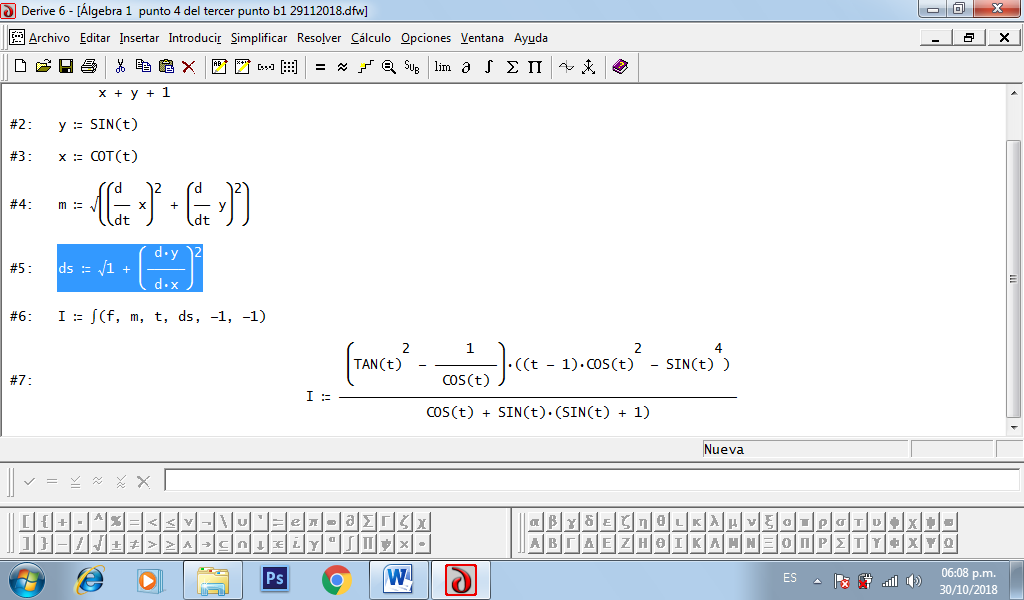 Derive 6 - [Álgebra 1 punto 4 del tercer punto b1 29112018.dfw]
Archivo Editar Insertar Introducir Simplificar Resolver Cálculo Opciones Ventana Ayuda
lim ∂ ∫ Σ Π
x + y + 1
#2: y := SIN(t)
#3: x := COT(t)
#4: m := √((d/dt x)^2 + (d/dt y)^2)
#5: ds := √1 + (d·y / d·x)^2
#6: I := ∫(f, m, t, ds, −1, −1)
#7: I := (TAN(t)^2 − 1/COS(t))·((t − 1)·COS(t)^2 − SIN(t)^4) / COS(t) + SIN(t)·(SIN(t) + 1)
Nueva
ES
06:08 p.m.
30/10/2018